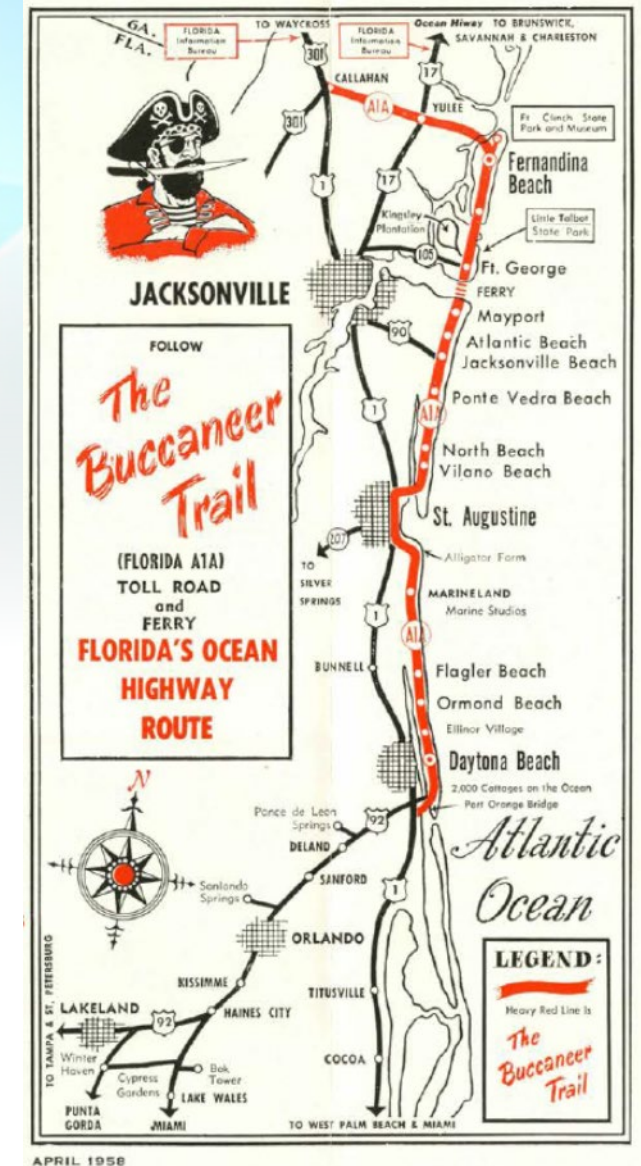 GA.
FLA.
FLORIDA
Information
Bureau
TO WAYCROSS
FLORIDA
Information
Bureau
Ocean Hiway TO BRUNSWICK,
SAVANNAH & CHARLESTON
301
17
CALLAHAN
A1A
YULEE
301
1
17
Ft Clinch State
Park and Museum
Fernandina
Beach
Kingsley
Plantation
Little Talbot
State Park
105
Ft. George
JACKSONVILLE
FERRY
Mayport
90
Atlantic Beach
Jacksonville Beach
1
Ponte Vedra Beach
A1A
North Beach
Vilano Beach
St. Augustine
207
TO
SILVER
SPRINGS
Alligator Farm
MARINELAND
Marine Studios
1
A1A
BUNNELL
Flagler Beach
Ormond Beach
Ellinor Village
Daytona Beach
2,000 Cottages on the Ocean
Port Orange Bridge
FOLLOW
The
Buccaneer
Trail
(FLORIDA A1A)
TOLL ROAD
and
FERRY
FLORIDA'S OCEAN
HIGHWAY
ROUTE
N
Ponce de Leon
Springs
92
DELAND
SANFORD
Sanlando
Springs
1
Atlantic
Ocean
ORLANDO
KISSIMME
TITUSVILLE
LAKELAND
92
HAINES CITY
TO TAMPA & ST. PETERSBURG
Winter
Haven
Cypress
Gardens
Bok
Tower
LAKE WALES
COCOA
PUNTA
GORDA
MIAMI
TO WEST PALM BEACH & MIAMI
LEGEND:
Heavy Red Line Is
The
Buccaneer
Trail
APRIL 1958